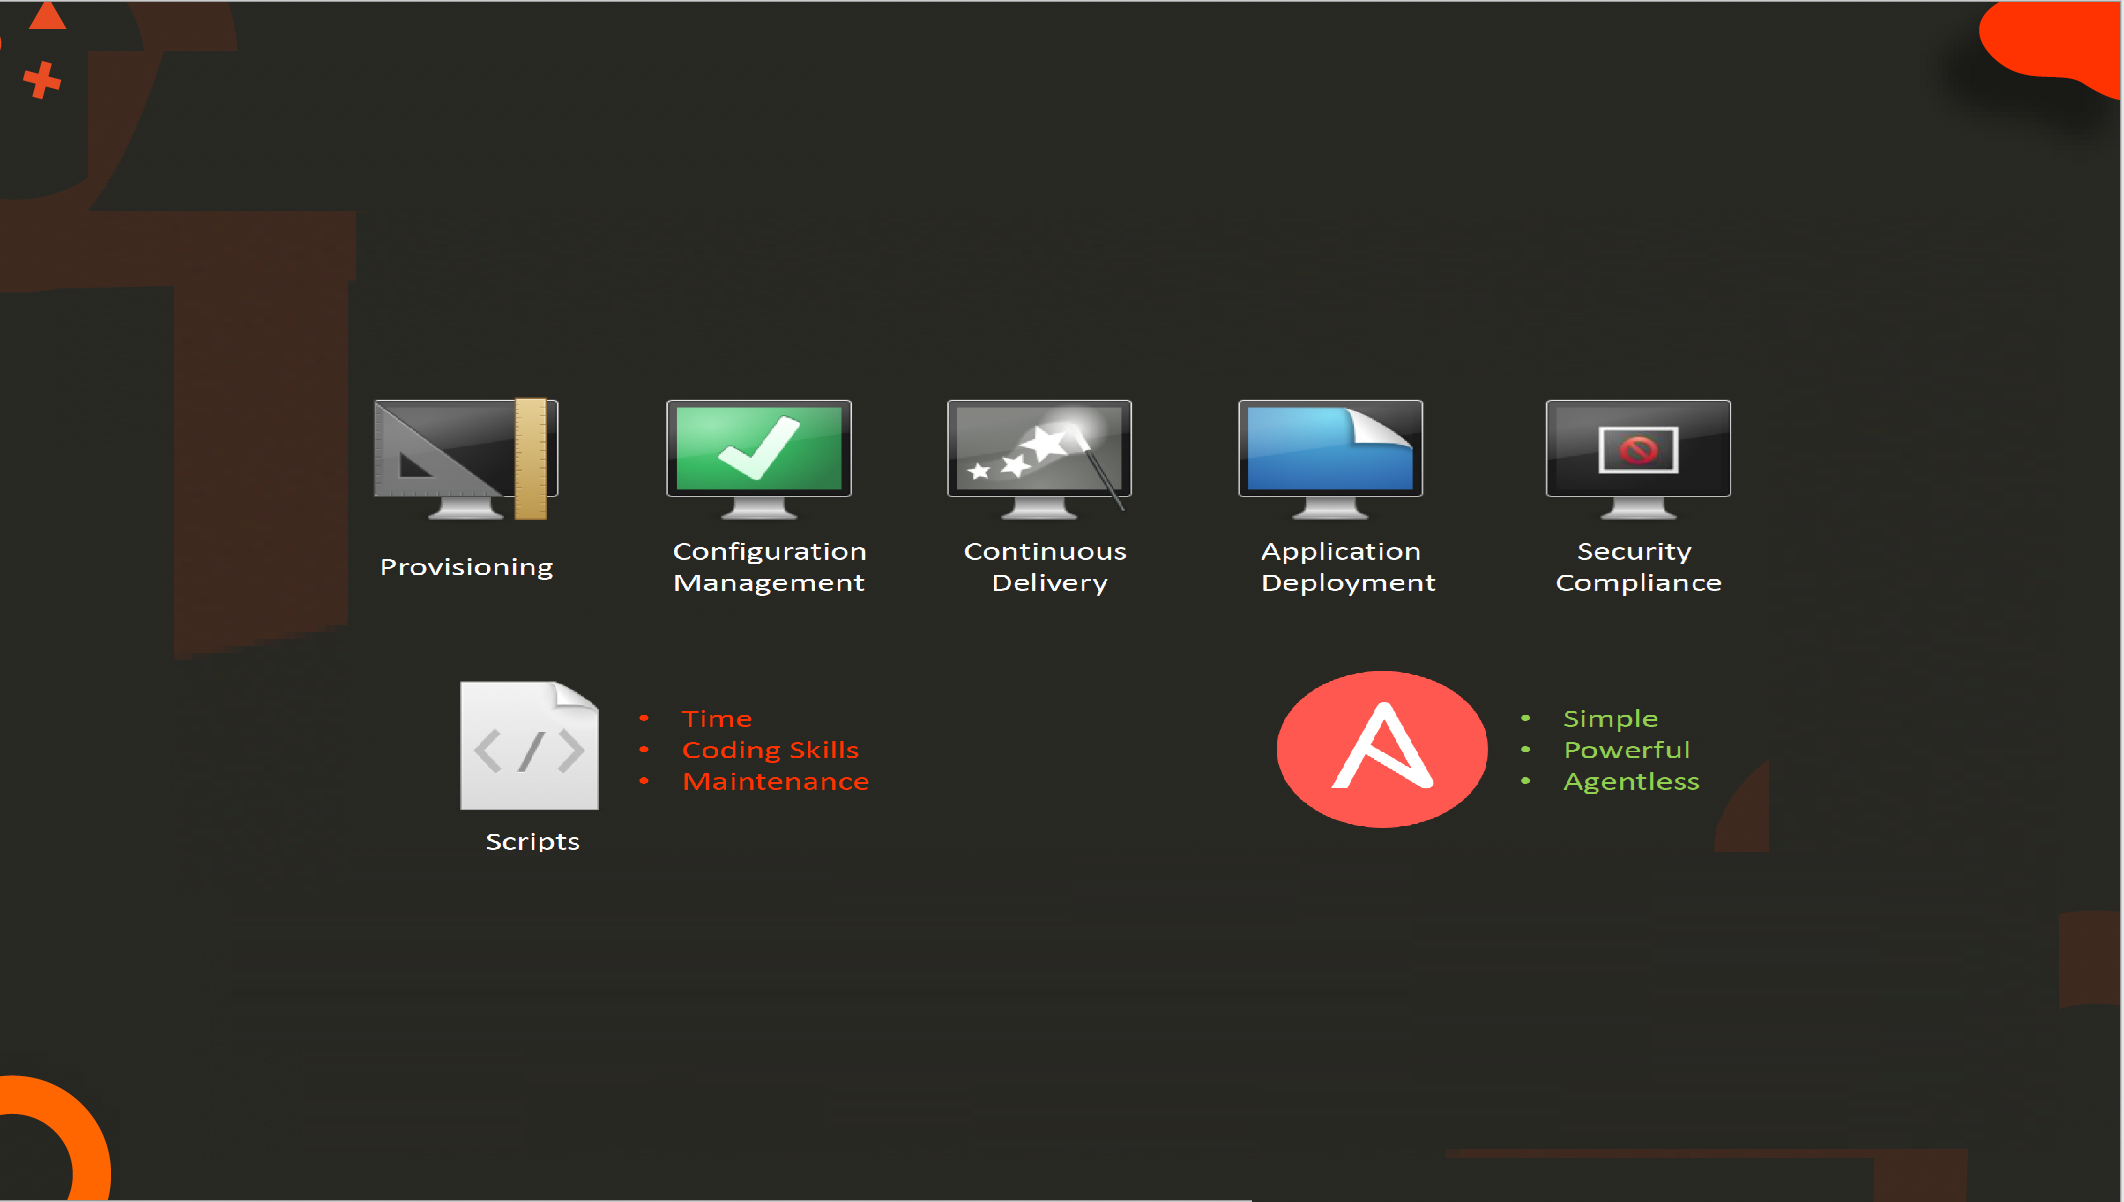 Provisioning
Configuration
Management
Continuous
Delivery
Application
Deployment
Security
Compliance
</>
Scripts
• Time
• Coding Skills
• Maintenance
A
• Simple
• Powerful
• Agentless